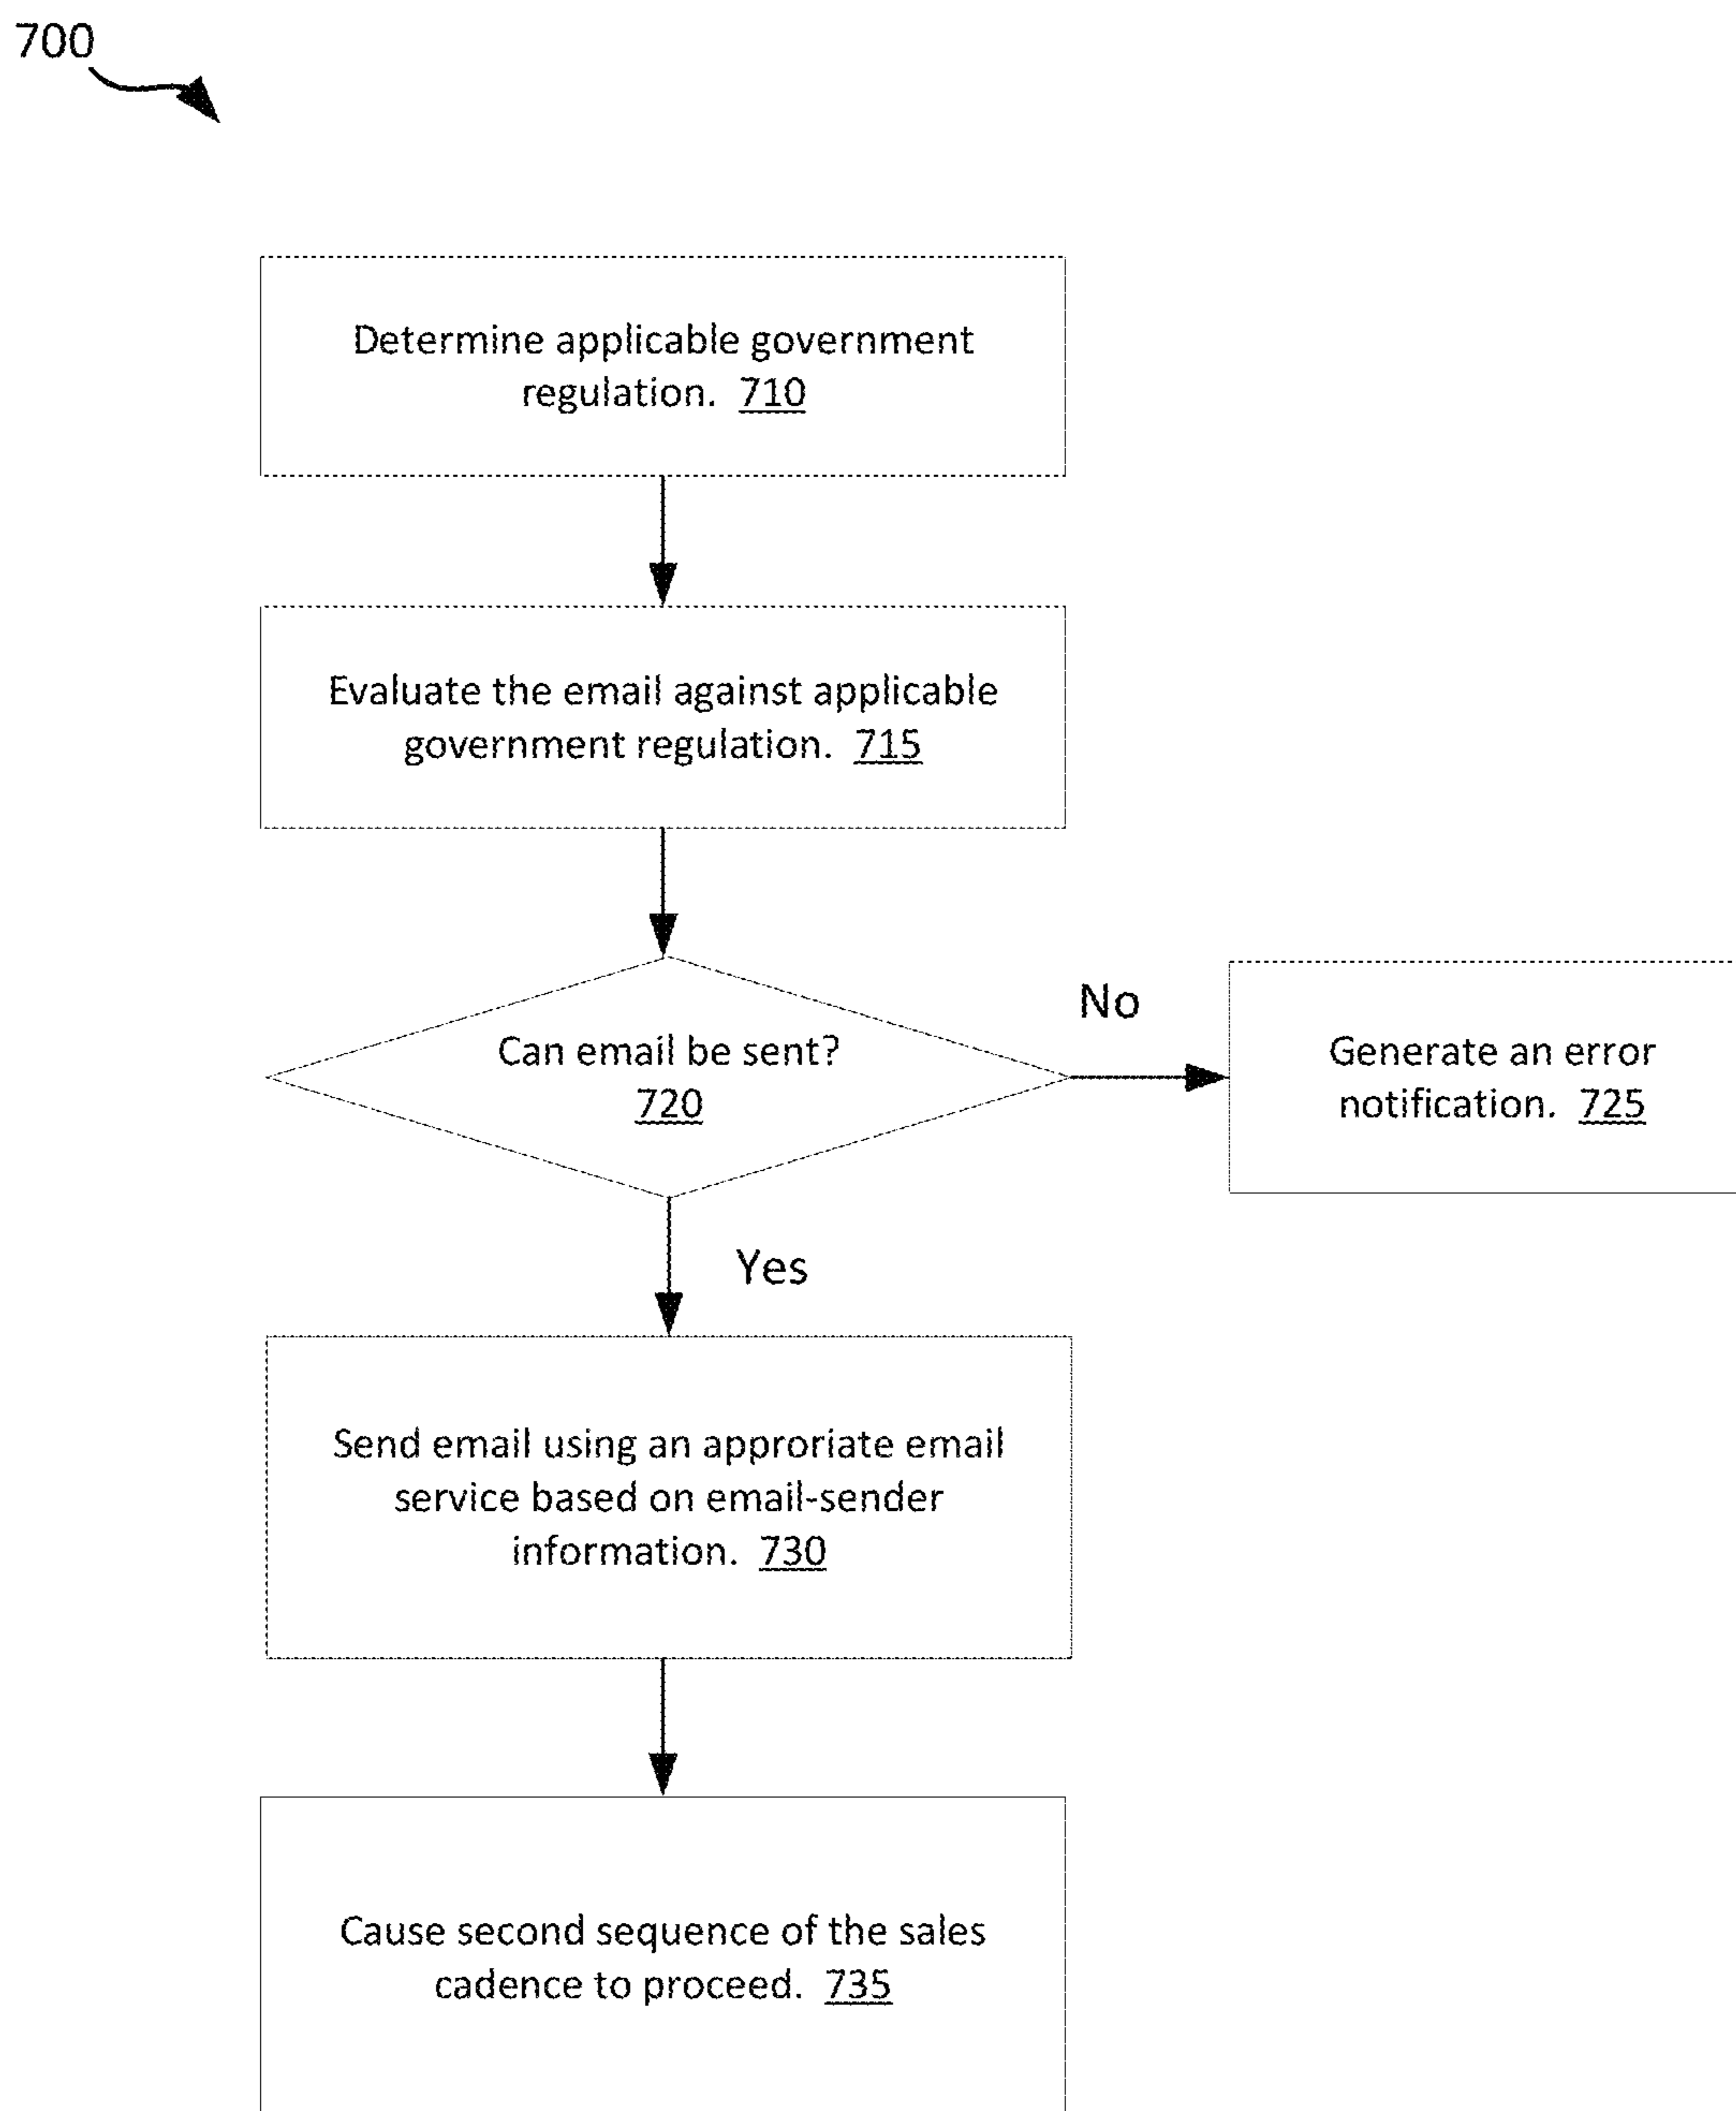 700
Determine applicable government
regulation. 710
Evaluate the email against applicable
government regulation. 715
Can email be sent?
720
No
Generate an error
notification. 725
Yes
Send email using an approriate email
service based on email-sender
information. 730
Cause second sequence of the sales
cadence to proceed. 735